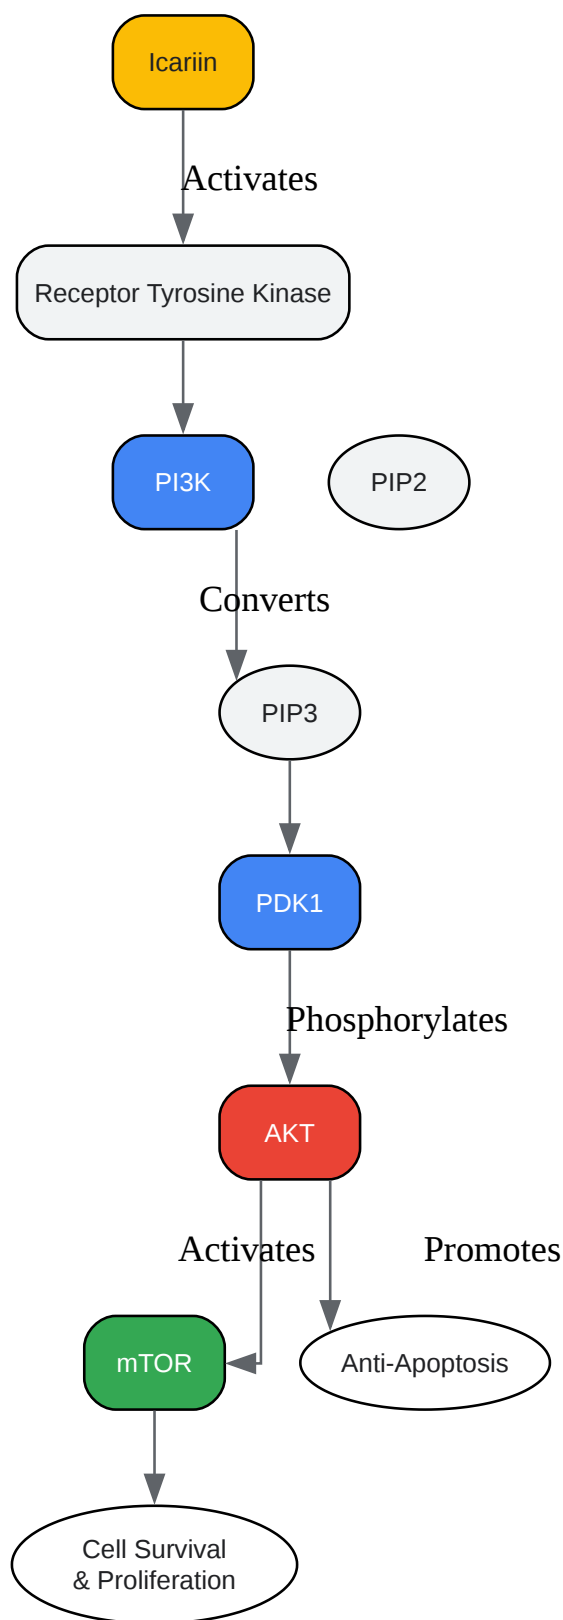 Icariin
Activates
Receptor Tyrosine Kinase
PI3K
PIP2
Converts
PIP3
PDK1
Phosphorylates
AKT
Activates
Promotes
mTOR
Anti-Apoptosis
Cell Survival
& Proliferation